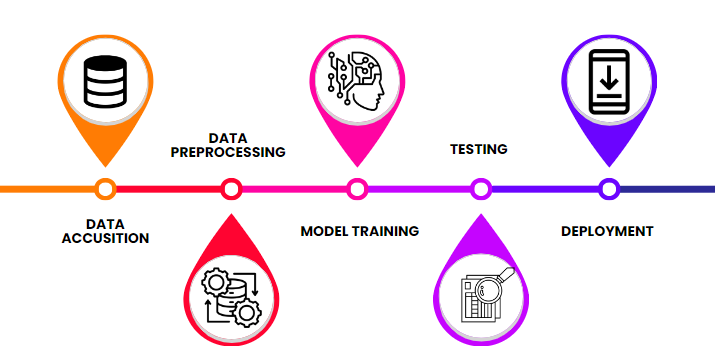 DATA
ACCUSITION
DATA
PREPROCESSING
MODEL TRAINING
TESTING
DEPLOYMENT